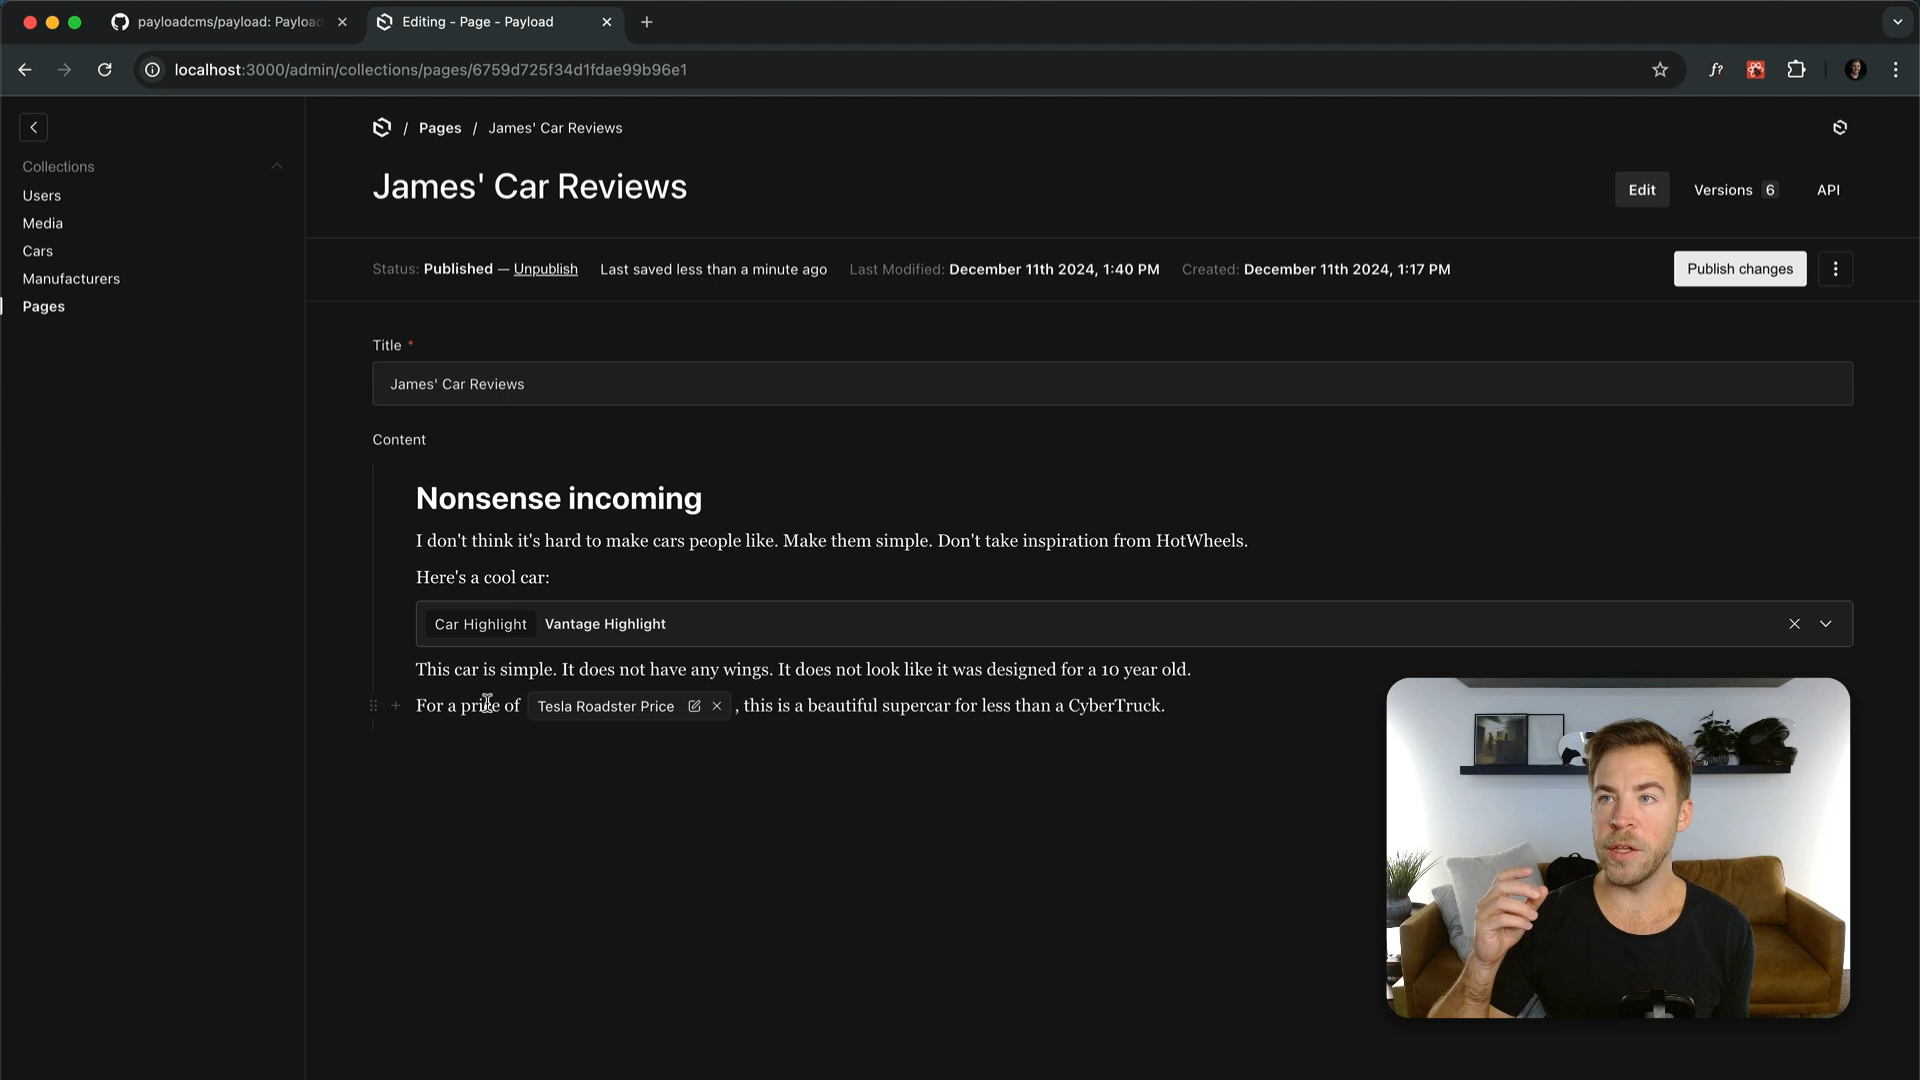 payloadcms/payload: Payload
Editing - Page - Payload
localhost:3000/admin/collections/pages/6759d725f34d1fdae99b96e1
f?
/ Pages / James' Car Reviews
Collections
Users
Media
Cars
Manufacturers
Pages
James' Car Reviews
Edit Versions 6 API
Status: Published — Unpublish Last saved less than a minute ago Last Modified: December 11th 2024, 1:40 PM Created: December 11th 2024, 1:17 PM
Publish changes
Title *
James' Car Reviews
Content
Nonsense incoming
I don't think it's hard to make cars people like. Make them simple. Don't take inspiration from HotWheels.
Here's a cool car:
Car Highlight Vantage Highlight
This car is simple. It does not have any wings. It does not look like it was designed for a 10 year old.
For a price of Tesla Roadster Price , this is a beautiful supercar for less than a CyberTruck.